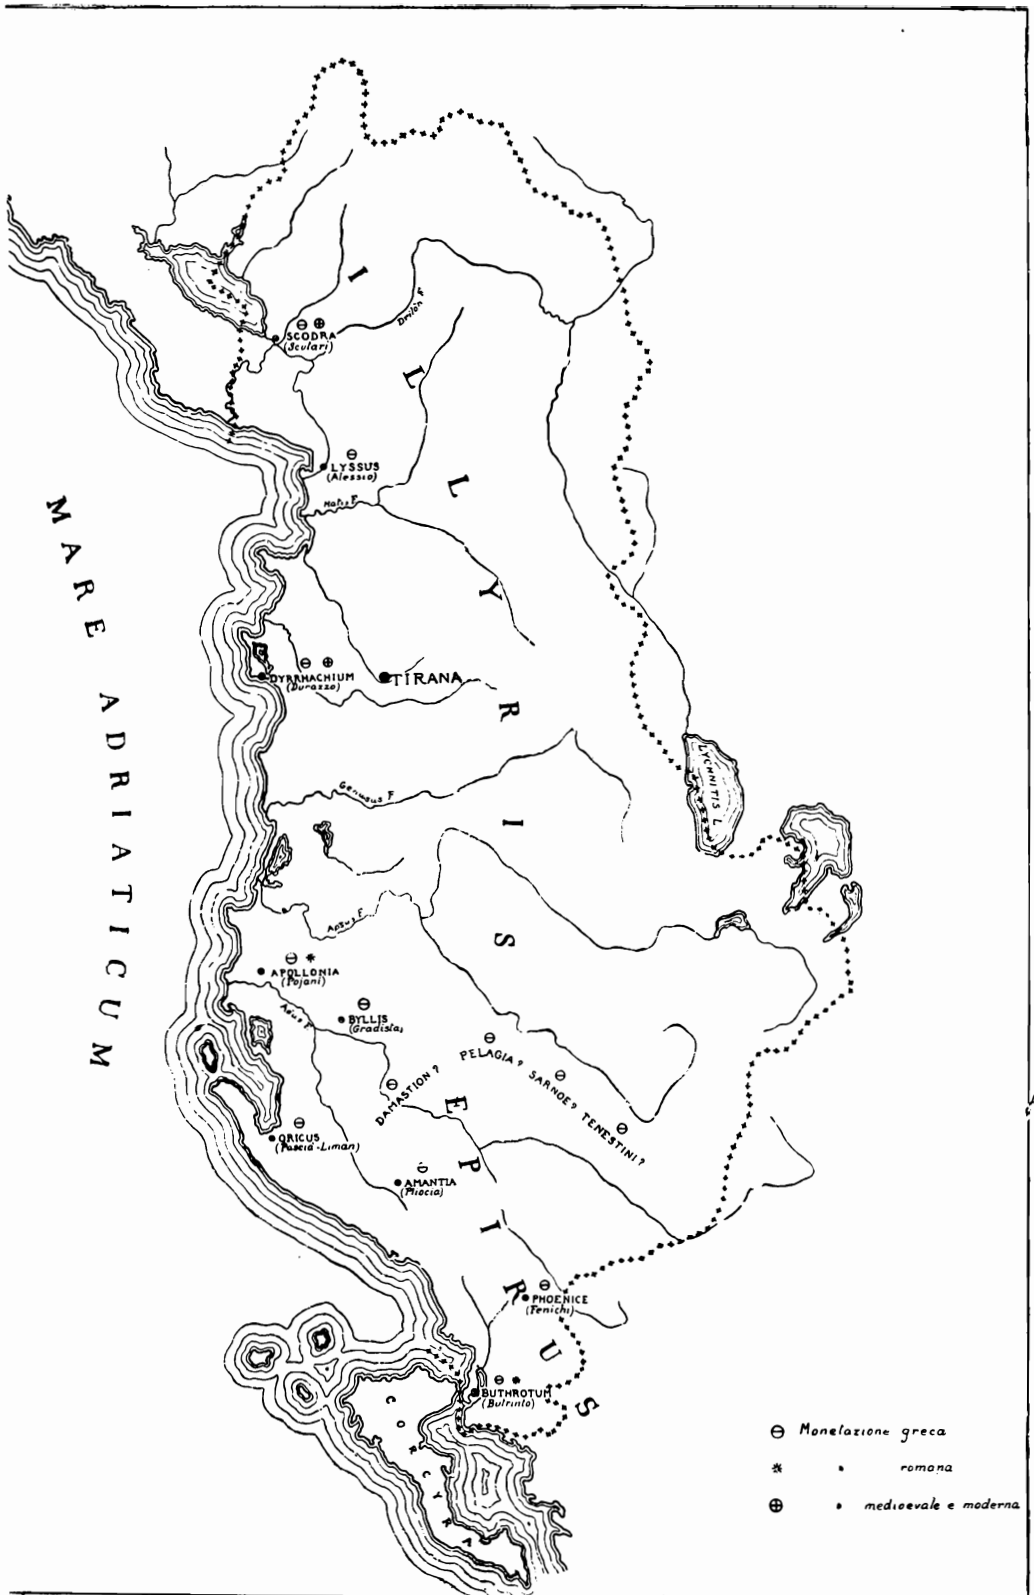 ILLYRIS
Drilon F.
SCODRA
(Scutari)
LYSSUS
(Alessio)
Matis F.
MARE ADRIATICUM
DYRRHACHIUM
(Durazzo)
TIRANA
LYCHNITIS L.
Genusus F
Apsus F.
APOLLONIA
(Pojani)
Aous F.
BYLLIS
(Gradista)
PELAGIA?
SARNOE?
TENESTINI?
DAMASTION?
EPIRUS
ORICUS
(Pascià-Liman)
AMANTIA
(Pliocia)
PHOENICE
(Fenichi)
BUTHROTUM
(Butrinto)
CORCYRA
Monetazione greca
" romana
" medioevale e moderna